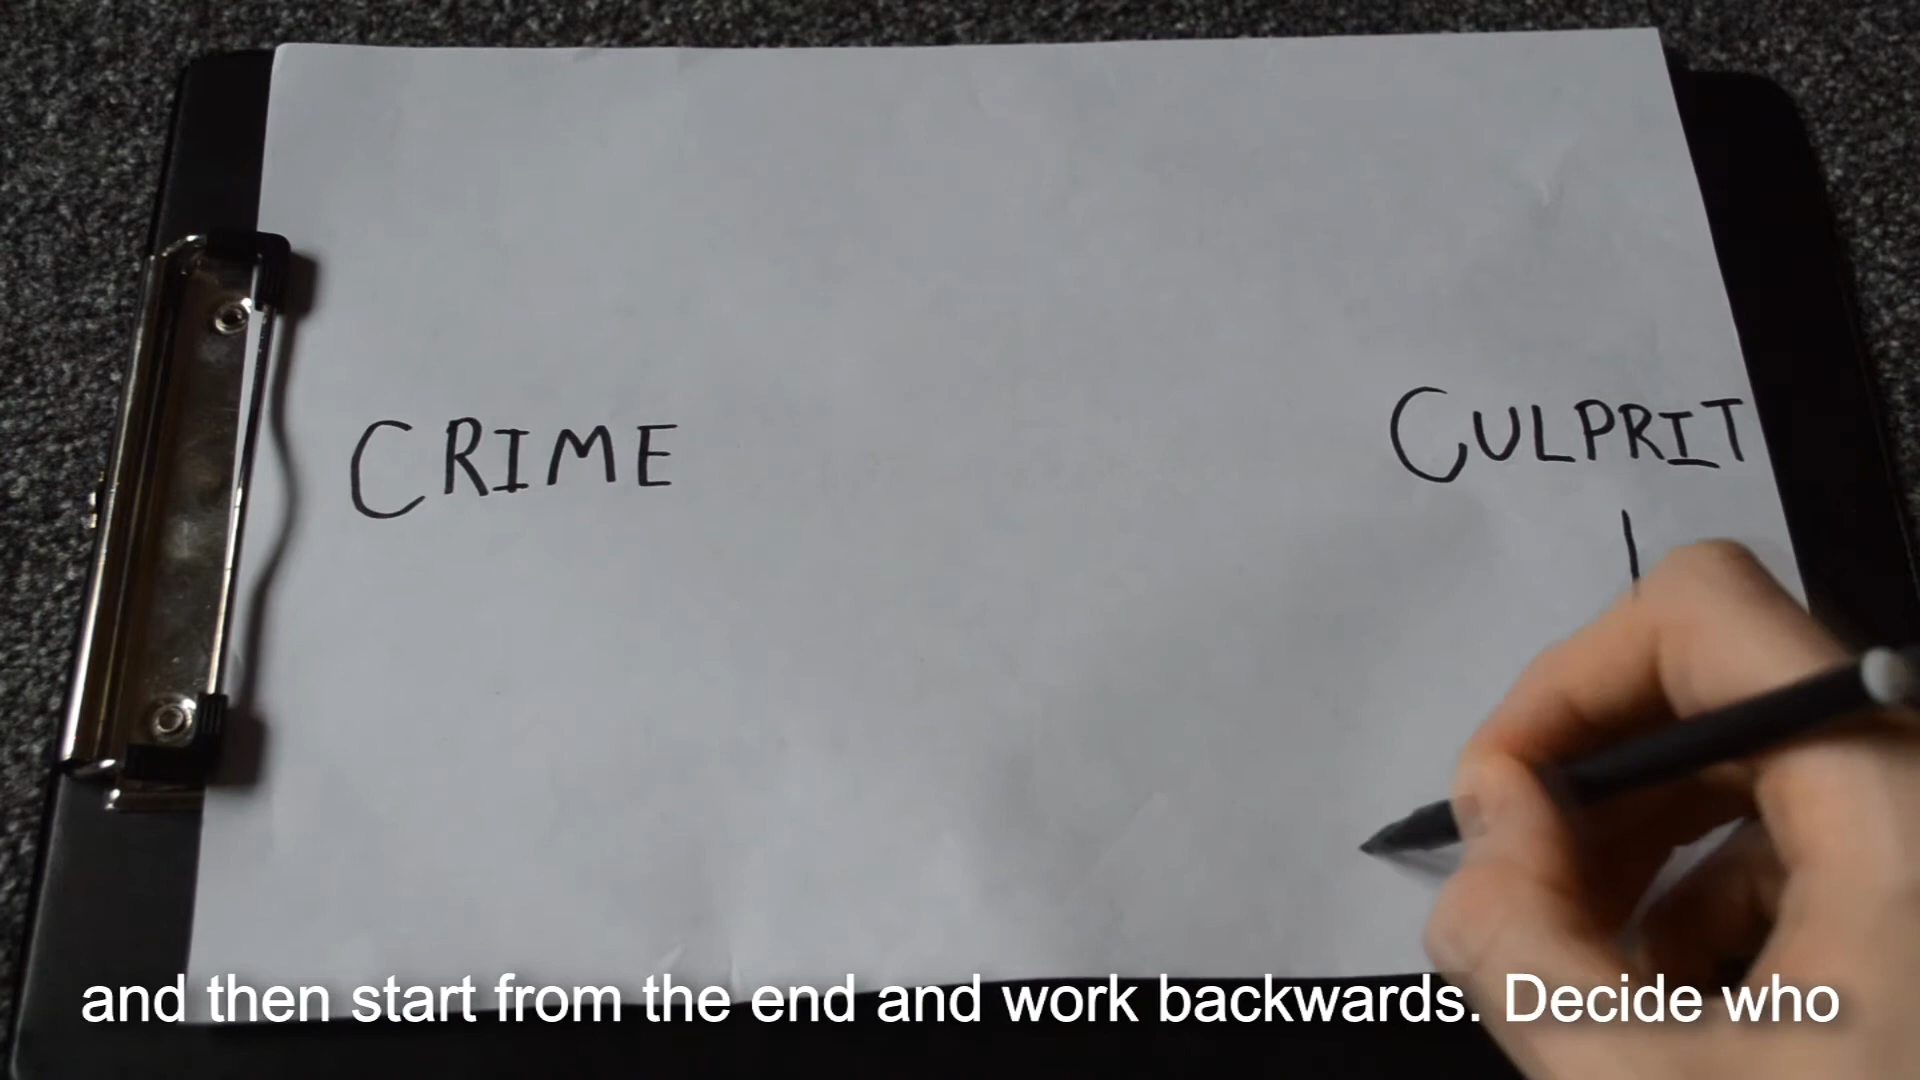 CRIME
CULPRIT
and then start from the end and work backwards. Decide who